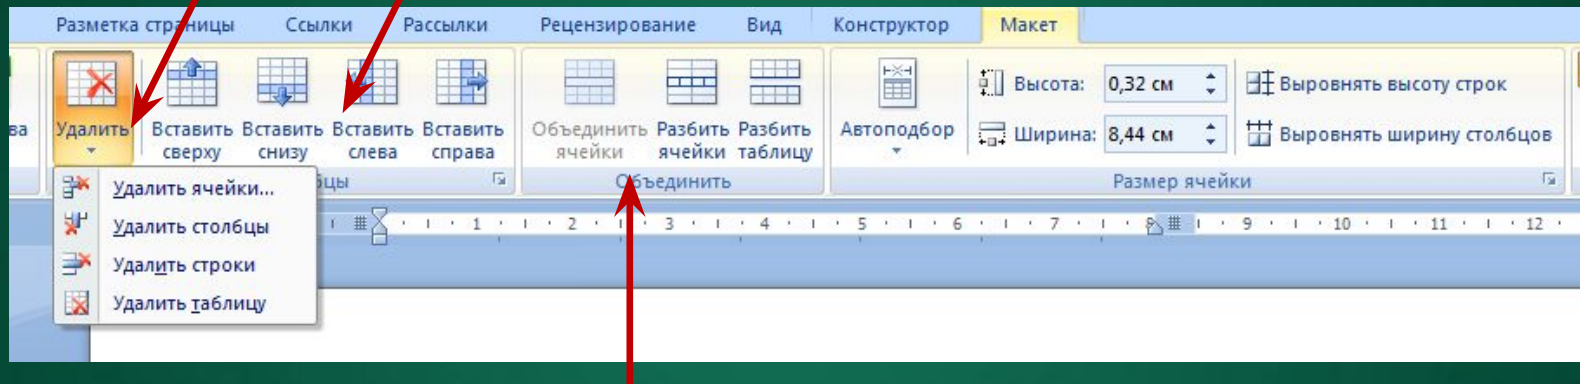 Разметка страницы Ссылки Рассылки Рецензирование Вид Конструктор Макет
ва Удалить Вставить сверху Вставить снизу Вставить слева Вставить справа Объединить ячейки Разбить ячейки Разбить таблицу Автоподбор
Высота: 0,32 см Выровнять высоту строк
Ширина: 8,44 см Выровнять ширину столбцов
бцы Объединить Размер ячейки
Удалить ячейки...
Удалить столбцы
Удалить строки
Удалить таблицу
1 2 3 4 5 6 7 8 9 10 11 12